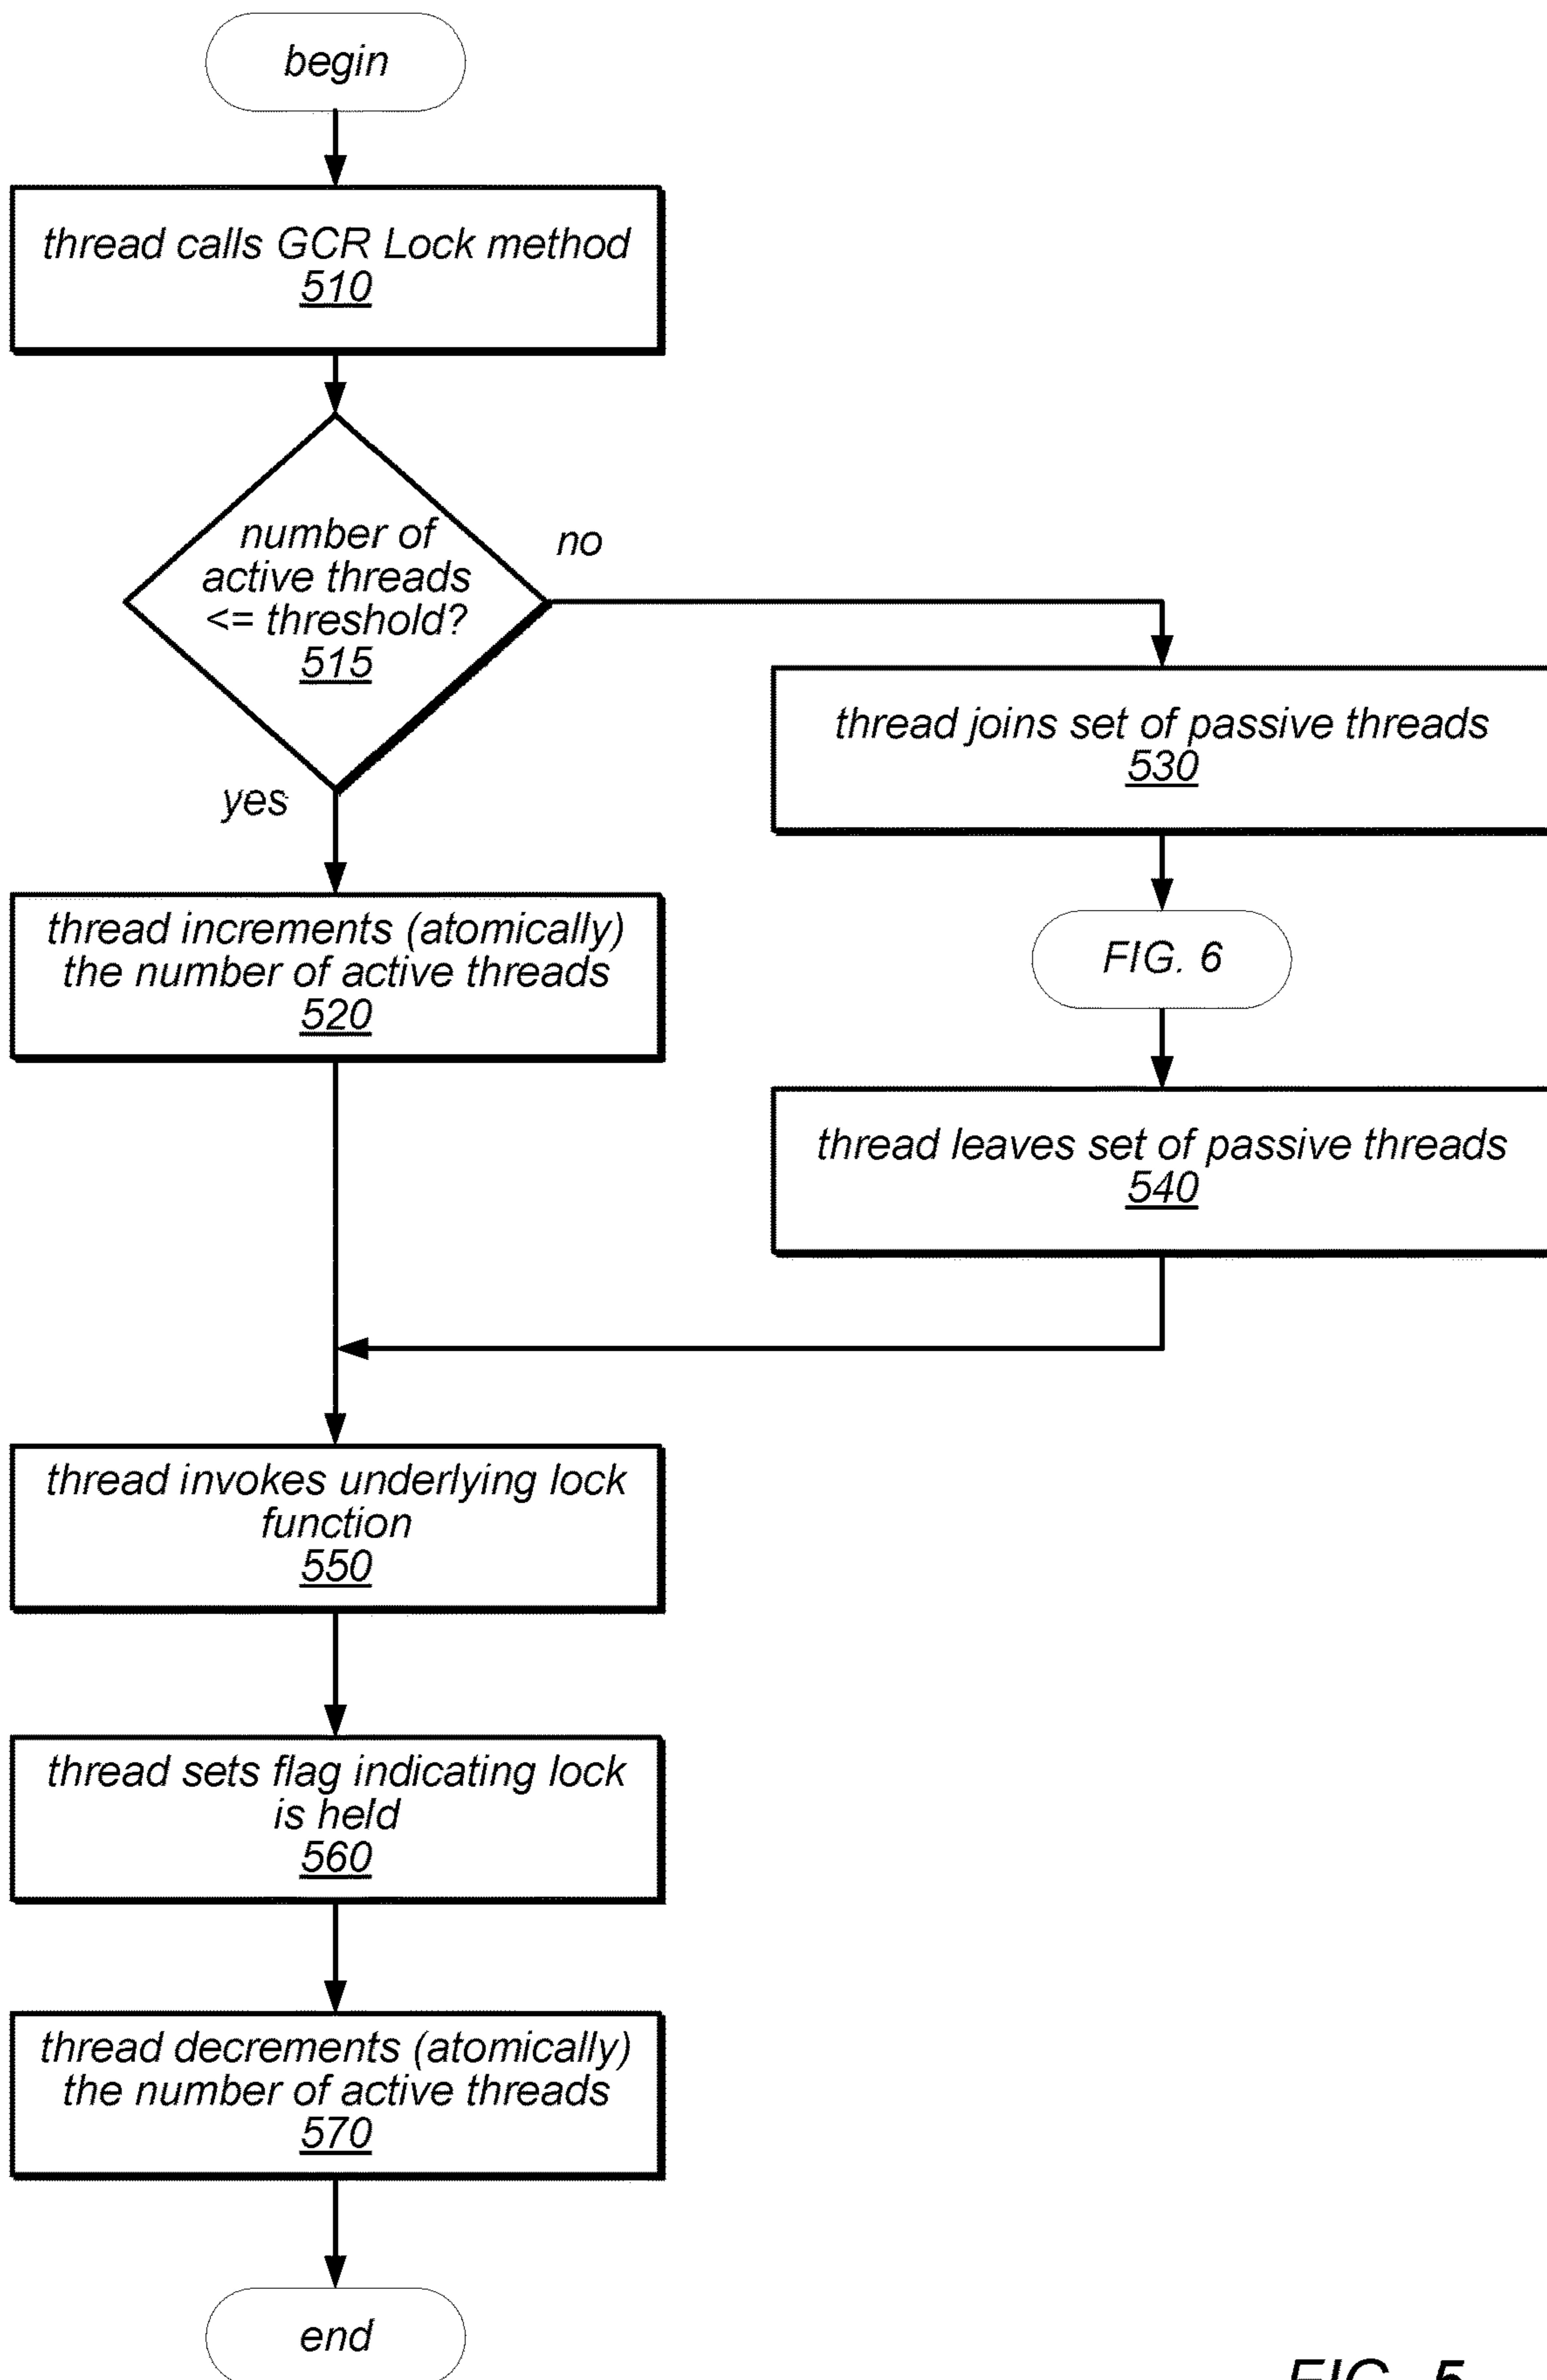 begin
thread calls GCR Lock method
510
number of
active threads
<= threshold?
515
no
yes
thread joins set of passive threads
530
thread increments (atomically)
the number of active threads
520
FIG. 6
thread leaves set of passive threads
540
thread invokes underlying lock
function
550
thread sets flag indicating lock
is held
560
thread decrements (atomically)
the number of active threads
570
end
FIG. 5